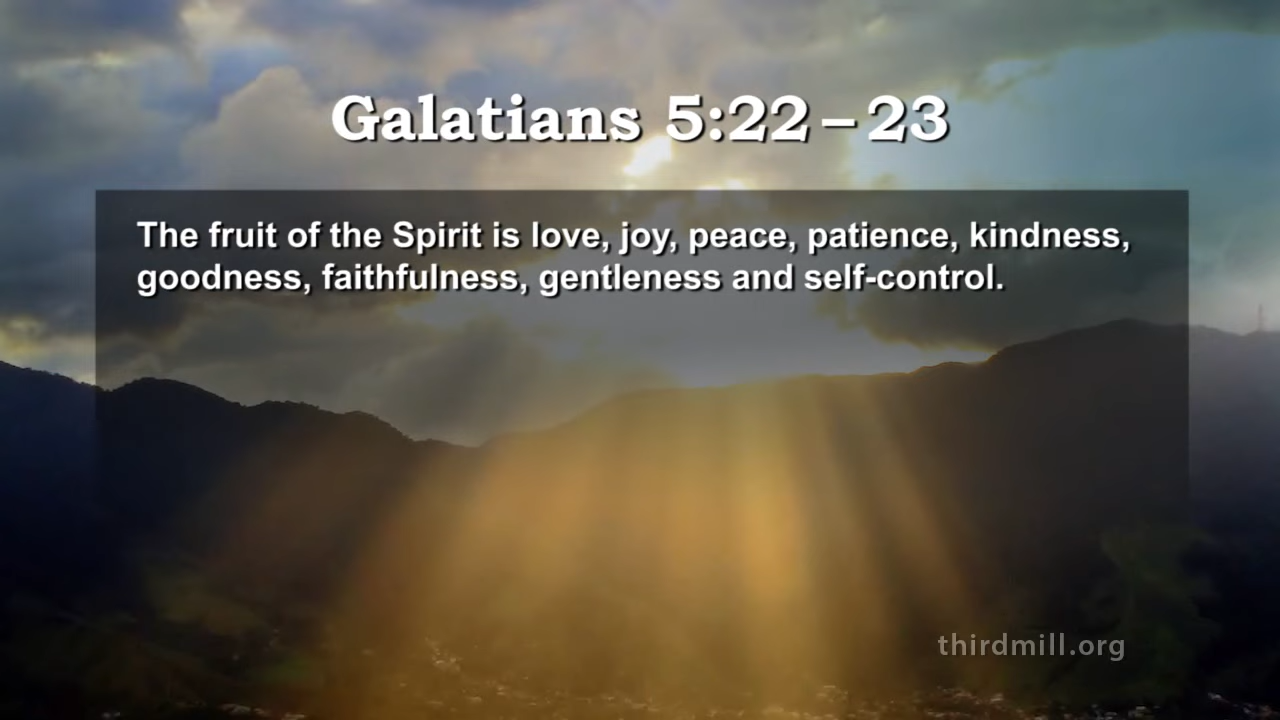 Galatians 5:22–23
The fruit of the Spirit is love, joy, peace, patience, kindness,
goodness, faithfulness, gentleness and self-control.
thirdmill.org